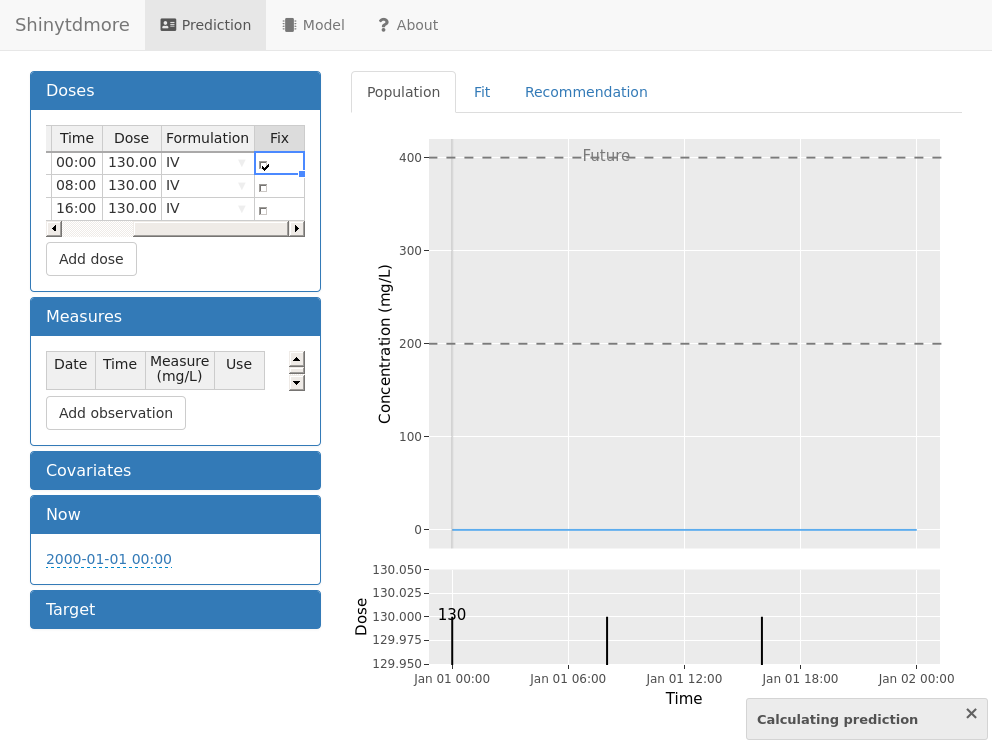 Shinytdmore Prediction Model ? About
Doses
Time Dose Formulation Fix
00:00 130.00 IV
08:00 130.00 IV
16:00 130.00 IV
Add dose
Measures
Date Time Measure (mg/L) Use
Add observation
Covariates
Now
2000-01-01 00:00
Target
Population Fit Recommendation
Future
Concentration (mg/L)
400
300
200
100
0
Dose
130.050
130.025
130.000
129.975
129.950
130
Jan 01 00:00 Jan 01 06:00 Jan 01 12:00 Jan 01 18:00 Jan 02 00:00
Time
Calculating prediction ×